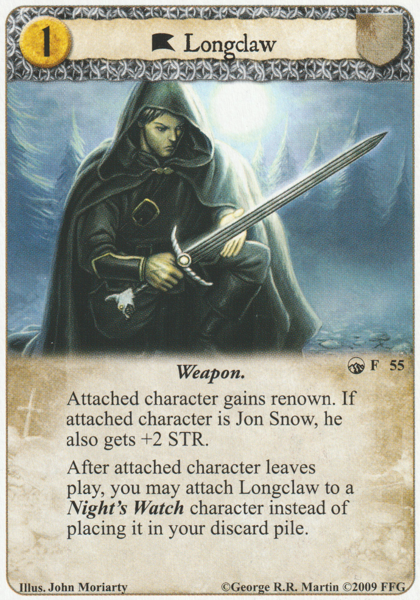 1
Longclaw
Weapon.
F 55
Attached character gains renown. If
attached character is Jon Snow, he
also gets +2 STR.
After attached character leaves
play, you may attach Longclaw to a
Night's Watch character instead of
placing it in your discard pile.
Illus. John Moriarty
©George R.R. Martin ©2009 FFG